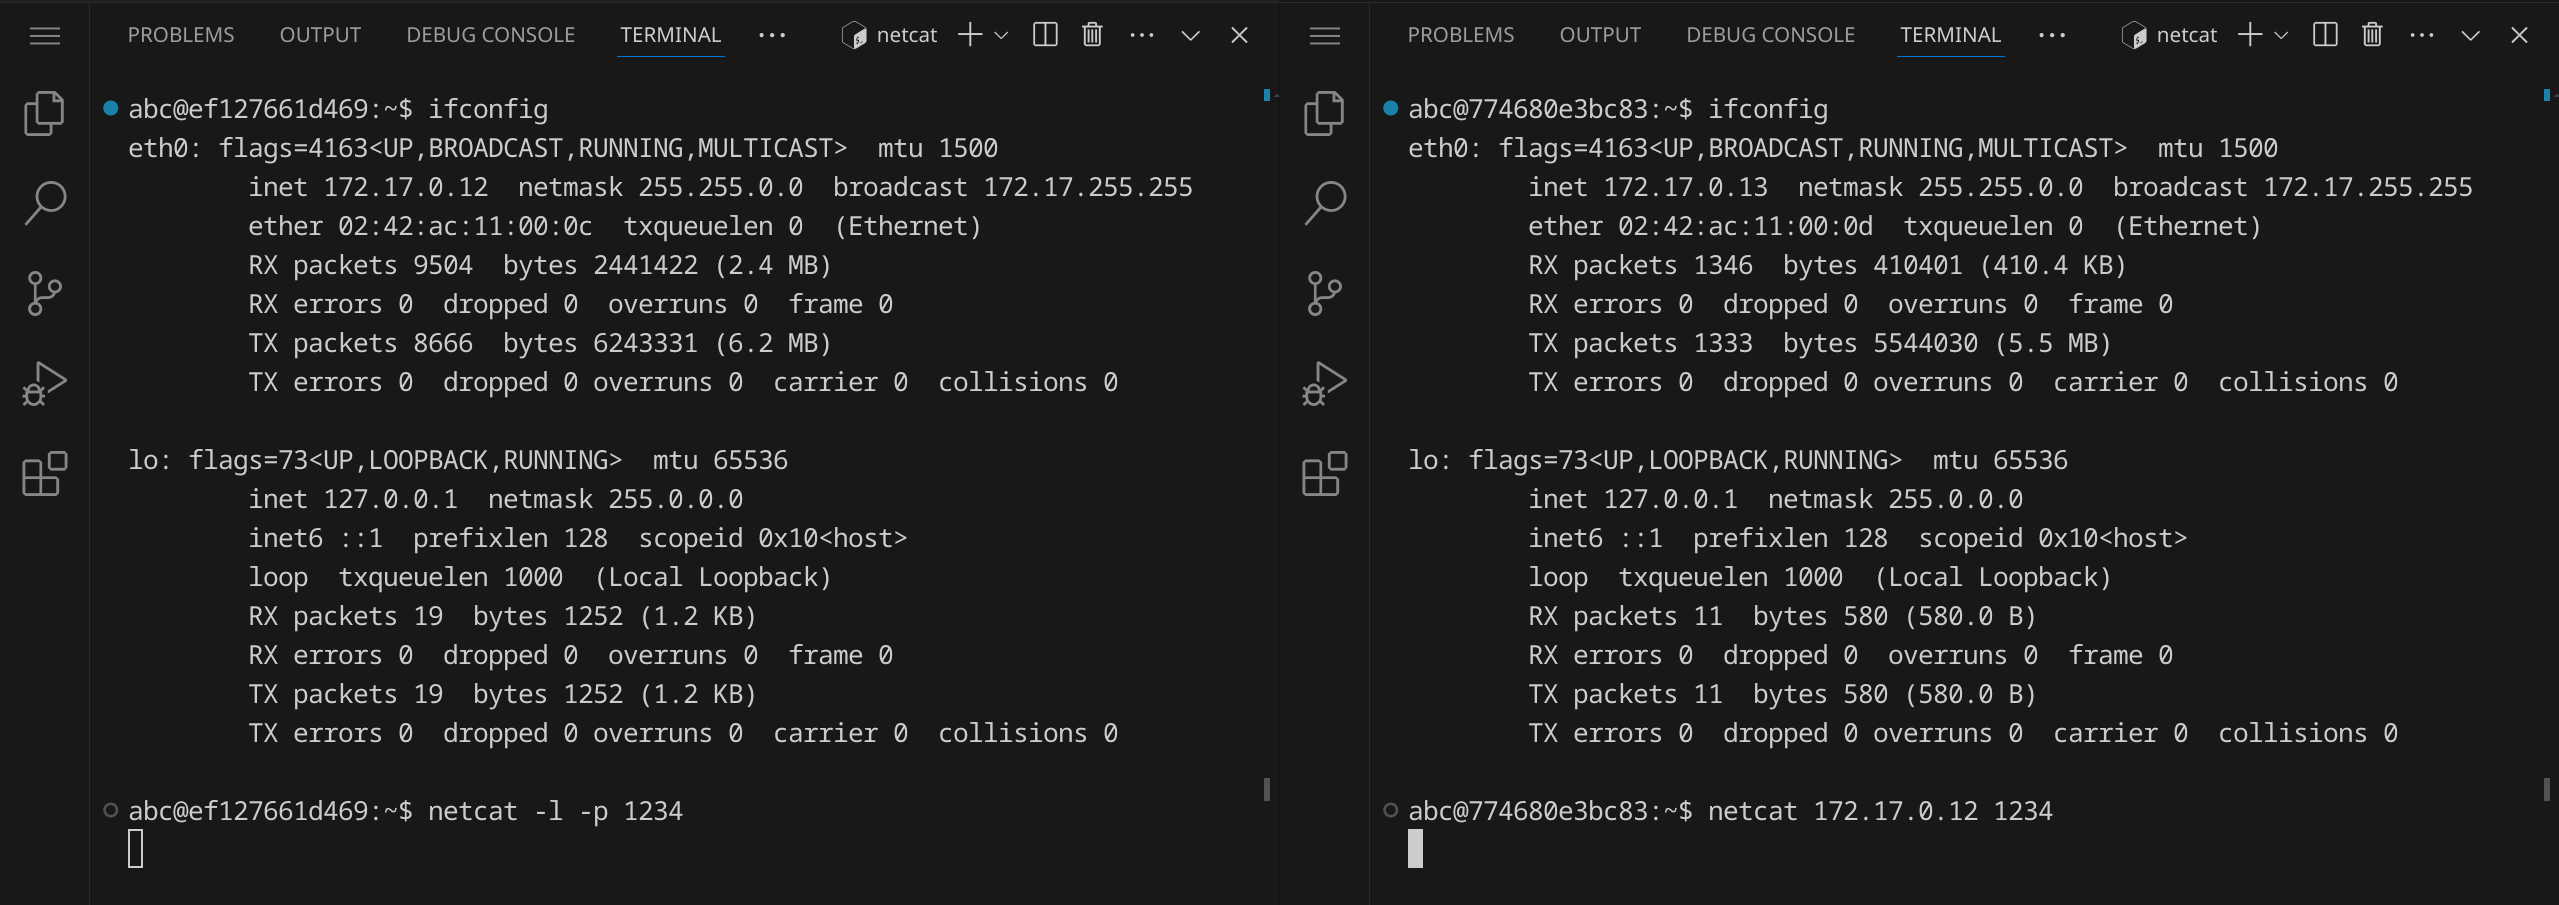 PROBLEMS OUTPUT DEBUG CONSOLE TERMINAL ··· netcat
abc@ef127661d469:~$ ifconfig
eth0: flags=4163<UP,BROADCAST,RUNNING,MULTICAST>  mtu 1500
        inet 172.17.0.12  netmask 255.255.0.0  broadcast 172.17.255.255
        ether 02:42:ac:11:00:0c  txqueuelen 0  (Ethernet)
        RX packets 9504  bytes 2441422 (2.4 MB)
        RX errors 0  dropped 0  overruns 0  frame 0
        TX packets 8666  bytes 6243331 (6.2 MB)
        TX errors 0  dropped 0 overruns 0  carrier 0  collisions 0
lo: flags=73<UP,LOOPBACK,RUNNING>  mtu 65536
        inet 127.0.0.1  netmask 255.0.0.0
        inet6 ::1  prefixlen 128  scopeid 0x10<host>
        loop  txqueuelen 1000  (Local Loopback)
        RX packets 19  bytes 1252 (1.2 KB)
        RX errors 0  dropped 0  overruns 0  frame 0
        TX packets 19  bytes 1252 (1.2 KB)
        TX errors 0  dropped 0 overruns 0  carrier 0  collisions 0
abc@ef127661d469:~$ netcat -l -p 1234
PROBLEMS OUTPUT DEBUG CONSOLE TERMINAL ··· netcat
abc@774680e3bc83:~$ ifconfig
eth0: flags=4163<UP,BROADCAST,RUNNING,MULTICAST>  mtu 1500
        inet 172.17.0.13  netmask 255.255.0.0  broadcast 172.17.255.255
        ether 02:42:ac:11:00:0d  txqueuelen 0  (Ethernet)
        RX packets 1346  bytes 410401 (410.4 KB)
        RX errors 0  dropped 0  overruns 0  frame 0
        TX packets 1333  bytes 5544030 (5.5 MB)
        TX errors 0  dropped 0 overruns 0  carrier 0  collisions 0
lo: flags=73<UP,LOOPBACK,RUNNING>  mtu 65536
        inet 127.0.0.1  netmask 255.0.0.0
        inet6 ::1  prefixlen 128  scopeid 0x10<host>
        loop  txqueuelen 1000  (Local Loopback)
        RX packets 11  bytes 580 (580.0 B)
        RX errors 0  dropped 0  overruns 0  frame 0
        TX packets 11  bytes 580 (580.0 B)
        TX errors 0  dropped 0 overruns 0  carrier 0  collisions 0
abc@774680e3bc83:~$ netcat 172.17.0.12 1234